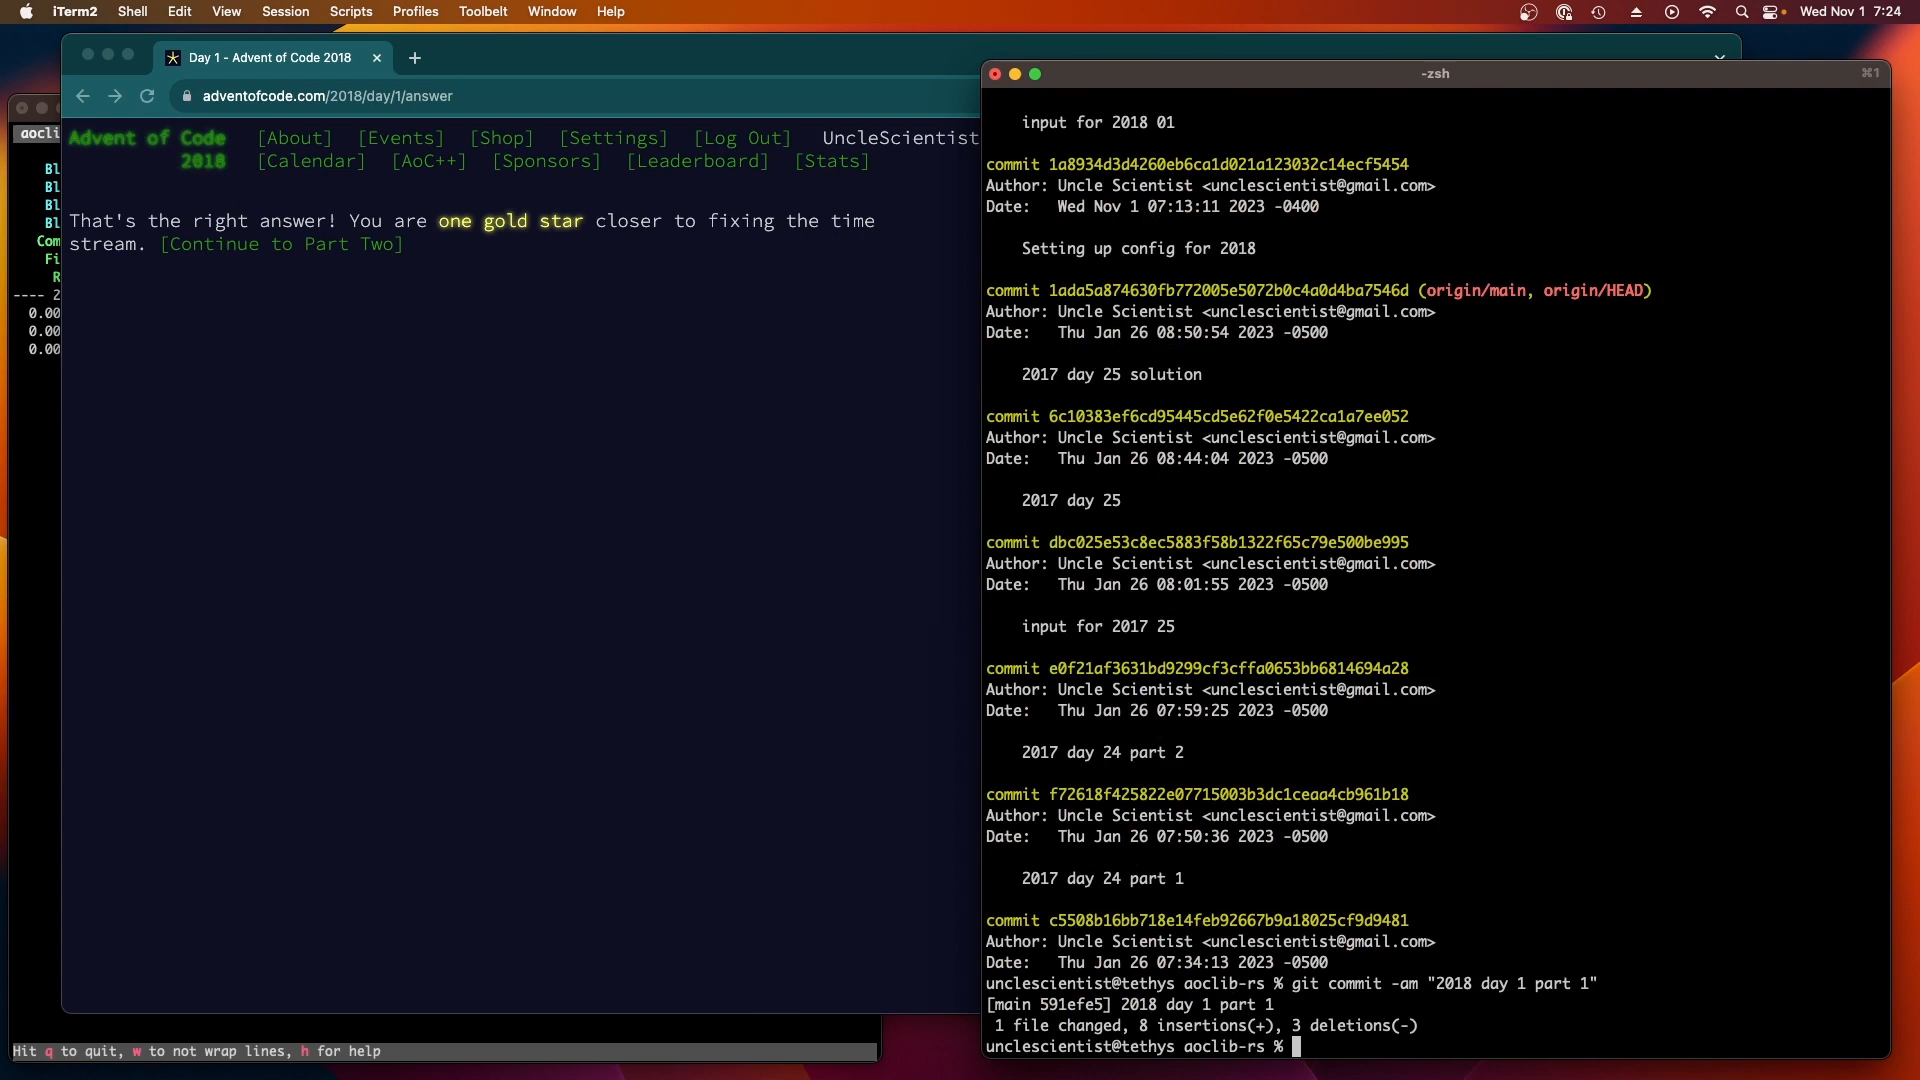 iTerm2 Shell Edit View Session Scripts Profiles Toolbelt Window Help
Wed Nov 1 7:24
Day 1 - Advent of Code 2018
adventofcode.com/2018/day/1/answer
Advent of Code [About] [Events] [Shop] [Settings] [Log Out] UncleScientist
2018 [Calendar] [AoC++] [Sponsors] [Leaderboard] [Stats]
That's the right answer! You are one gold star closer to fixing the time
stream. [Continue to Part Two]
aocli
Bl
Bl
Bl
Bl
Com
Fi
R
---- 2
0.00
0.00
0.00
Hit q to quit, w to not wrap lines, h for help
-zsh
⌘1
input for 2018 01
commit 1a8934d3d4260eb6ca1d021a123032c14ecf5454
Author: Uncle Scientist <unclescientist@gmail.com>
Date: Wed Nov 1 07:13:11 2023 -0400
Setting up config for 2018
commit 1ada5a874630fb772005e5072b0c4a0d4ba7546d (origin/main, origin/HEAD)
Author: Uncle Scientist <unclescientist@gmail.com>
Date: Thu Jan 26 08:50:54 2023 -0500
2017 day 25 solution
commit 6c10383ef6cd95445cd5e62f0e5422ca1a7ee052
Author: Uncle Scientist <unclescientist@gmail.com>
Date: Thu Jan 26 08:44:04 2023 -0500
2017 day 25
commit dbc025e53c8ec5883f58b1322f65c79e500be995
Author: Uncle Scientist <unclescientist@gmail.com>
Date: Thu Jan 26 08:01:55 2023 -0500
input for 2017 25
commit e0f21af3631bd9299cf3cffa0653bb6814694a28
Author: Uncle Scientist <unclescientist@gmail.com>
Date: Thu Jan 26 07:59:25 2023 -0500
2017 day 24 part 2
commit f72618f425822e07715003b3dc1ceaa4cb961b18
Author: Uncle Scientist <unclescientist@gmail.com>
Date: Thu Jan 26 07:50:36 2023 -0500
2017 day 24 part 1
commit c5508b16bb718e14feb92667b9a18025cf9d9481
Author: Uncle Scientist <unclescientist@gmail.com>
Date: Thu Jan 26 07:34:13 2023 -0500
unclescientist@tethys aoclib-rs % git commit -am "2018 day 1 part 1"
[main 591efe5] 2018 day 1 part 1
1 file changed, 8 insertions(+), 3 deletions(-)
unclescientist@tethys aoclib-rs %